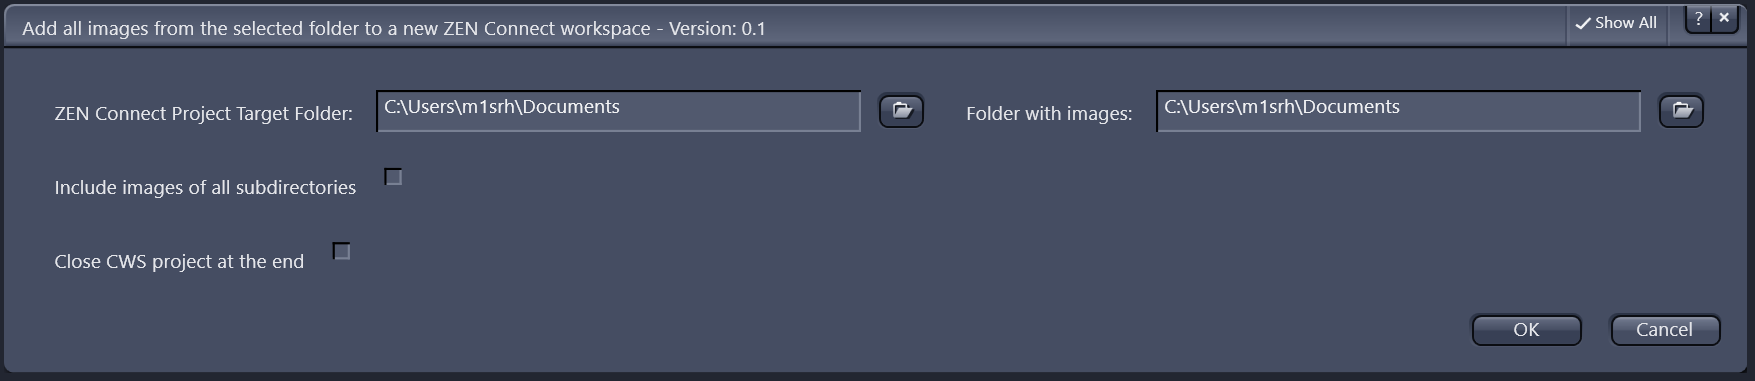 Add all images from the selected folder to a new ZEN Connect workspace - Version: 0.1
Show All
?
ZEN Connect Project Target Folder:
C:\Users\m1srh\Documents
Folder with images:
C:\Users\m1srh\Documents
Include images of all subdirectories
Close CWS project at the end
OK
Cancel